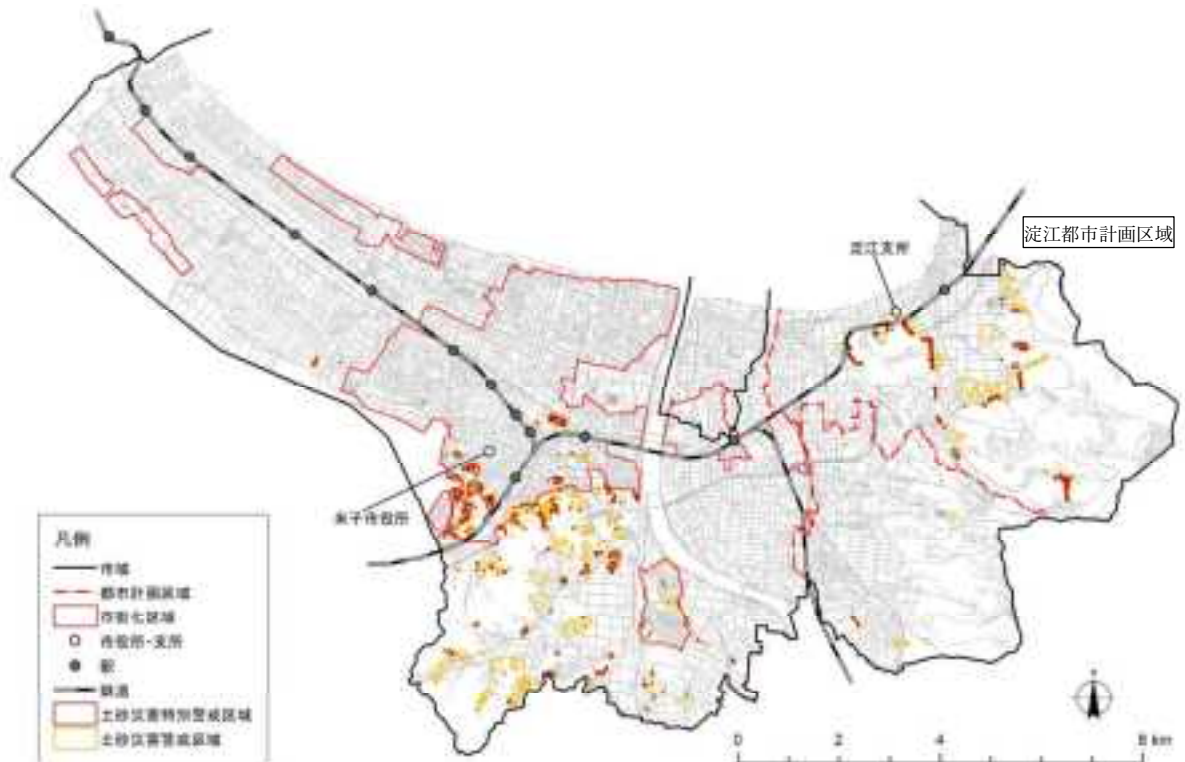 淀江都市計画区域
淀江支所
米子市役所
凡例
市域
都市計画区域
市街化区域
市役所・支所
駅
鉄道
土砂災害特別警戒区域
土砂災害警戒区域
0 2 4 8 km